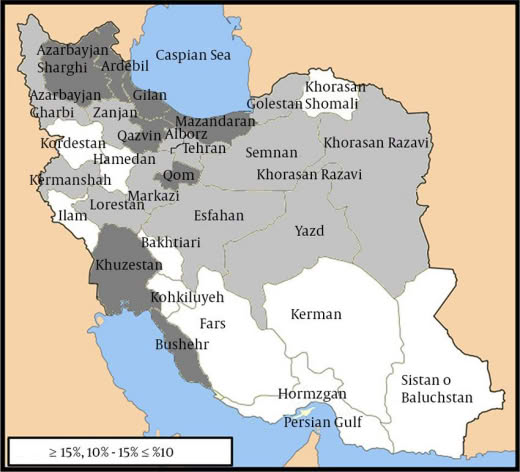 Caspian Sea
Azarbayjan
Sharghi
Ardebil
Azarbayjan
Gharbi
Gilan
Zanjan
Mazandaran
Golestan
Khorasan
Shomali
Qazvin
Alborz
Tehran
Kordestan
Hamedan
Semnan
Khorasan Razavi
Khorasan Razavi
Kermanshah
Qom
Markazi
Lorestan
Ilam
Esfahan
Yazd
Bakhtiari
Khuzestan
Kohkiluyeh
Fars
Kerman
Bushehr
Sistan o
Baluchstan
Hormzgan
Persian Gulf
≥ 15%, 10% - 15% ≤ %10